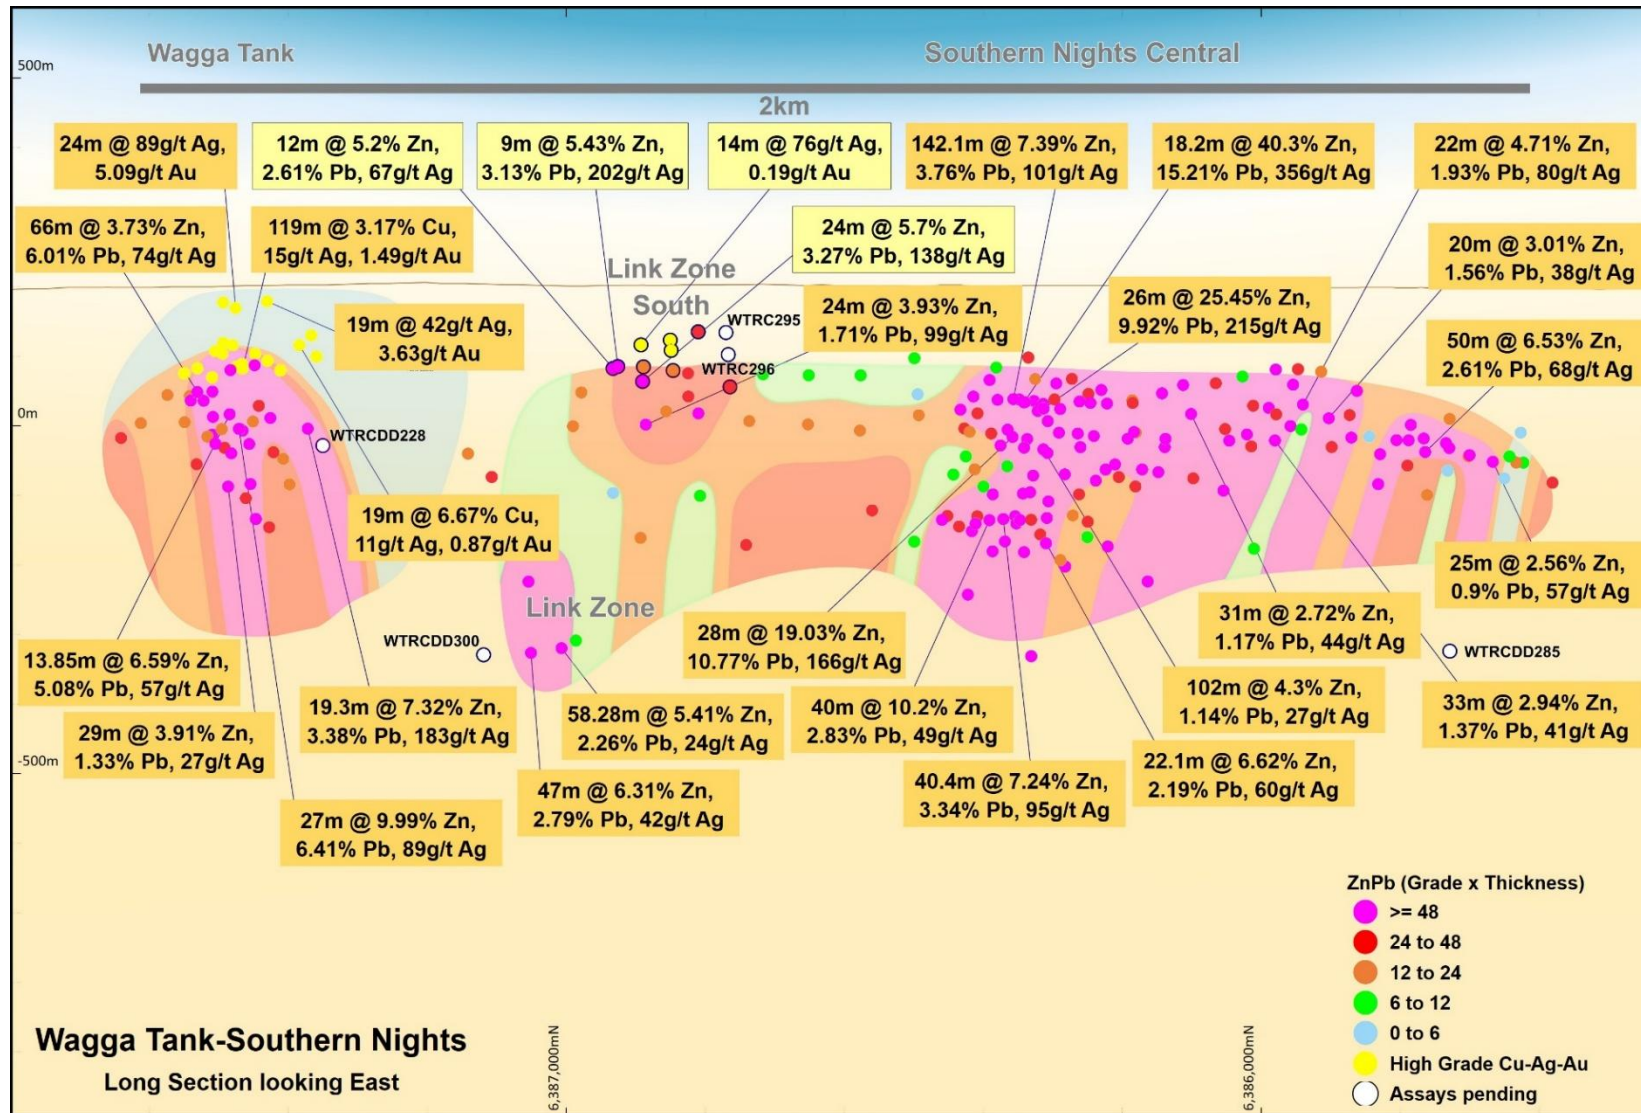 Wagga Tank
Southern Nights Central
500m
2km
24m @ 89g/t Ag,
5.09g/t Au
12m @ 5.2% Zn,
2.61% Pb, 67g/t Ag
9m @ 5.43% Zn,
3.13% Pb, 202g/t Ag
14m @ 76g/t Ag,
0.19g/t Au
142.1m @ 7.39% Zn,
3.76% Pb, 101g/t Ag
18.2m @ 40.3% Zn,
15.21% Pb, 356g/t Ag
22m @ 4.71% Zn,
1.93% Pb, 80g/t Ag
66m @ 3.73% Zn,
6.01% Pb, 74g/t Ag
119m @ 3.17% Cu,
15g/t Ag, 1.49g/t Au
24m @ 5.7% Zn,
3.27% Pb, 138g/t Ag
20m @ 3.01% Zn,
1.56% Pb, 38g/t Ag
Link Zone
South
19m @ 42g/t Ag,
3.63g/t Au
WTRC295
24m @ 3.93% Zn,
1.71% Pb, 99g/t Ag
26m @ 25.45% Zn,
9.92% Pb, 215g/t Ag
50m @ 6.53% Zn,
2.61% Pb, 68g/t Ag
WTRC296
0m
WTRCDD228
19m @ 6.67% Cu,
11g/t Ag, 0.87g/t Au
25m @ 2.56% Zn,
0.9% Pb, 57g/t Ag
Link Zone
WTRCDD300
28m @ 19.03% Zn,
10.77% Pb, 166g/t Ag
31m @ 2.72% Zn,
1.17% Pb, 44g/t Ag
WTRCDD285
13.85m @ 6.59% Zn,
5.08% Pb, 57g/t Ag
19.3m @ 7.32% Zn,
3.38% Pb, 183g/t Ag
58.28m @ 5.41% Zn,
2.26% Pb, 24g/t Ag
40m @ 10.2% Zn,
2.83% Pb, 49g/t Ag
102m @ 4.3% Zn,
1.14% Pb, 27g/t Ag
33m @ 2.94% Zn,
1.37% Pb, 41g/t Ag
29m @ 3.91% Zn,
1.33% Pb, 27g/t Ag
-500m
47m @ 6.31% Zn,
2.79% Pb, 42g/t Ag
40.4m @ 7.24% Zn,
3.34% Pb, 95g/t Ag
22.1m @ 6.62% Zn,
2.19% Pb, 60g/t Ag
27m @ 9.99% Zn,
6.41% Pb, 89g/t Ag
ZnPb (Grade x Thickness)
>= 48
24 to 48
12 to 24
6 to 12
0 to 6
High Grade Cu-Ag-Au
Assays pending
Wagga Tank-Southern Nights
Long Section looking East
6,387,000mN
6,386,000mN